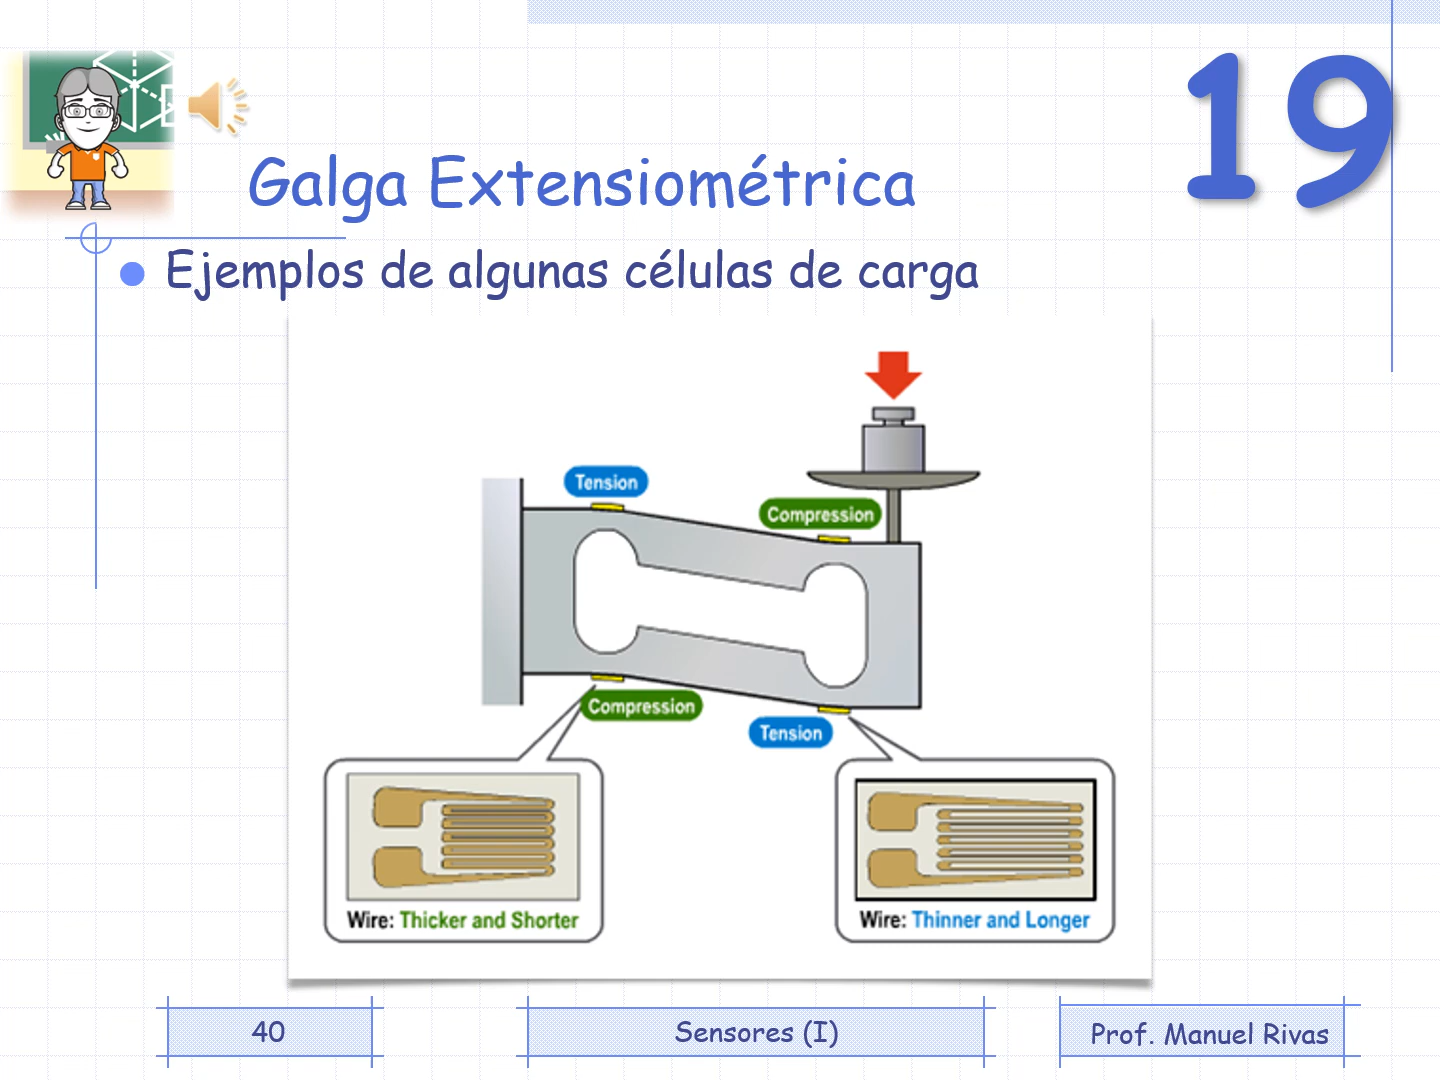 19
Galga Extensiométrica
Ejemplos de algunas células de carga
Tension
Compression
Compression
Tension
Wire: Thicker and Shorter
Wire: Thinner and Longer
40
Sensores (I)
Prof. Manuel Rivas